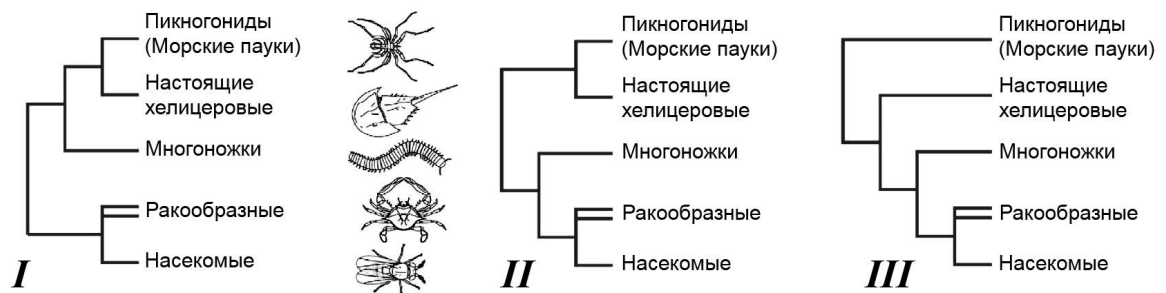 Пикногониды
(Морские пауки)
Настоящие
хелицеровые
Многоножки
Ракообразные
Насекомые
I
Пикногониды
(Морские пауки)
Настоящие
хелицеровые
Многоножки
Ракообразные
Насекомые
II
Пикногониды
(Морские пауки)
Настоящие
хелицеровые
Многоножки
Ракообразные
Насекомые
III